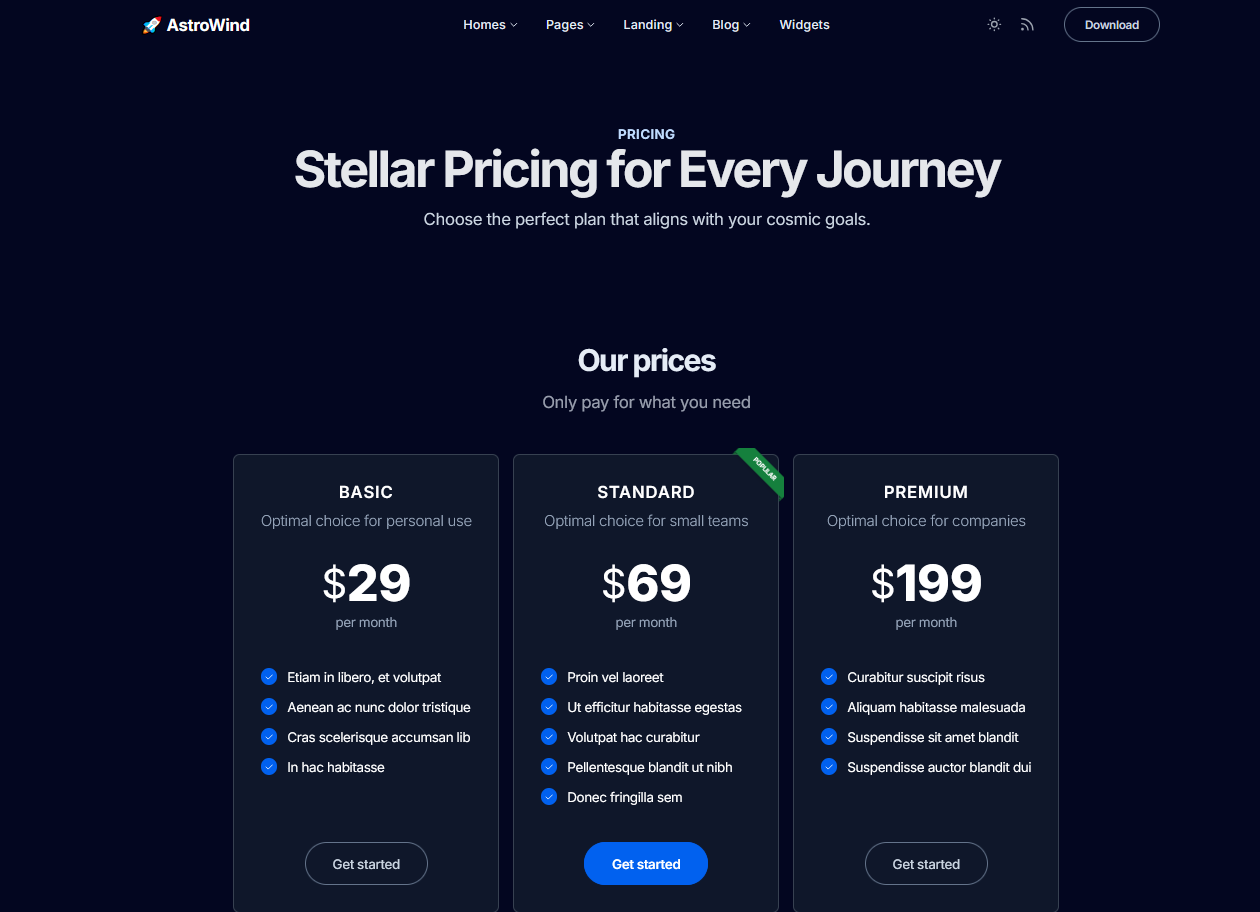 AstroWind
Homes
Pages
Landing
Blog
Widgets
Download
PRICING
Stellar Pricing for Every Journey
Choose the perfect plan that aligns with your cosmic goals.
Our prices
Only pay for what you need
BASIC
Optimal choice for personal use
$29
per month
Etiam in libero, et volutpat
Aenean ac nunc dolor tristique
Cras scelerisque accumsan lib
In hac habitasse
Get started
POPULAR
STANDARD
Optimal choice for small teams
$69
per month
Proin vel laoreet
Ut efficitur habitasse egestas
Volutpat hac curabitur
Pellentesque blandit ut nibh
Donec fringilla sem
Get started
PREMIUM
Optimal choice for companies
$199
per month
Curabitur suscipit risus
Aliquam habitasse malesuada
Suspendisse sit amet blandit
Suspendisse auctor blandit dui
Get started